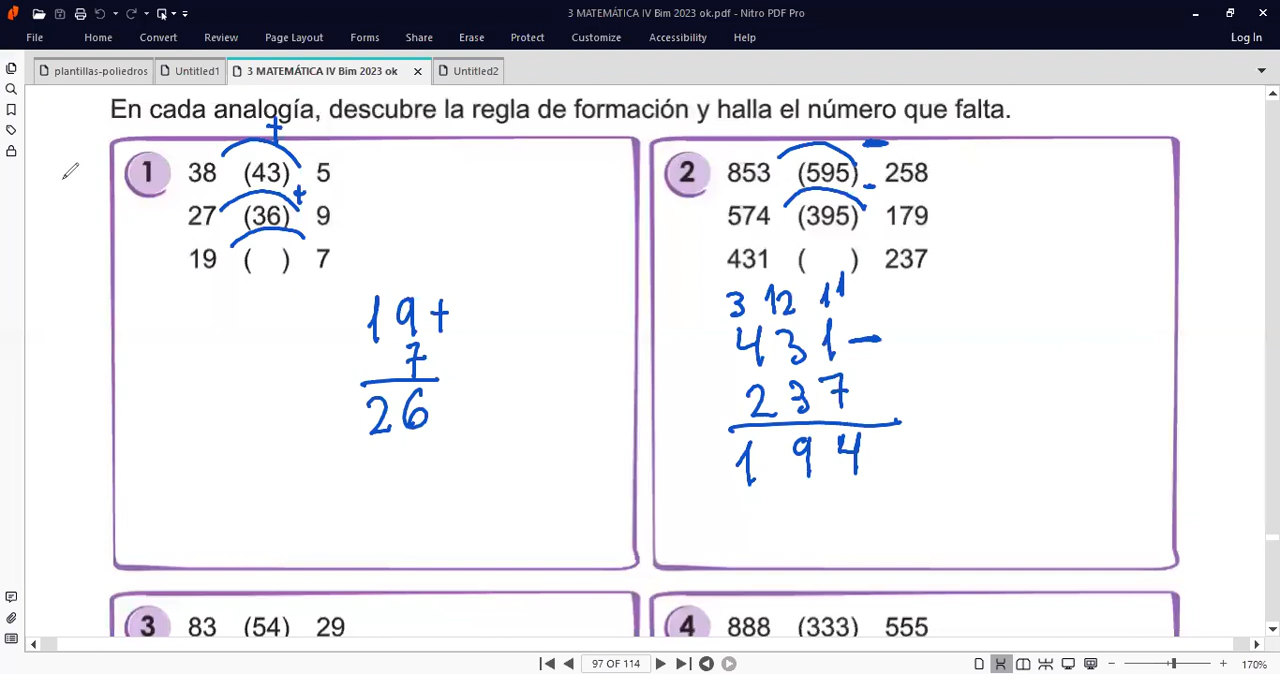 3 MATEMÁTICA IV Bim 2023 ok.pdf - Nitro PDF Pro
File Home Convert Review Page Layout Forms Share Erase Protect Customize Accessibility Help Log In
plantillas-poliedros Untitled1 3 MATEMÁTICA IV Bim 2023 ok × Untitled2
En cada analogía, descubre la regla de formación y halla el número que falta.
+
1 38 (43) 5
+
27 (36) 9
19 ( ) 7
19+
7
26
-
2 853 (595) 258
-
574 (395) 179
431 ( ) 237
3 12 11
431-
237
194
3 83 (54) 29
4 888 (333) 555
97 OF 114
170%